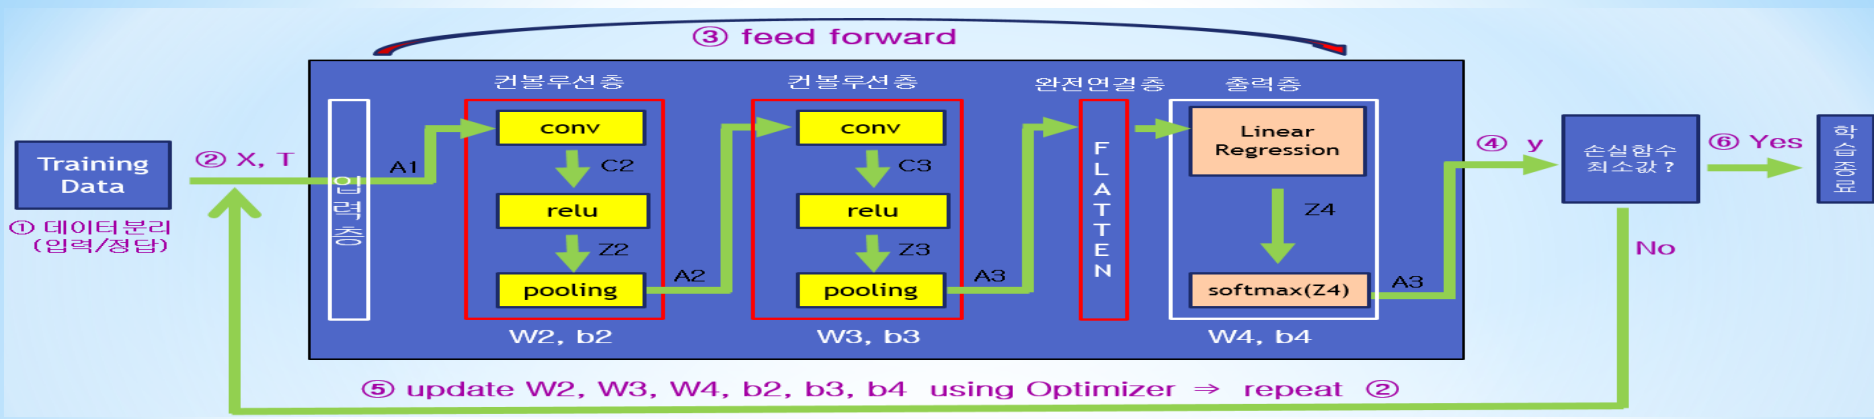 ③ feed forward
컨볼루션층
컨볼루션층
완전연결층
출력층
Training
Data
① 데이터분리
(입력/정답)
② X, T
입력층
A1
conv
C2
relu
Z2
pooling
W2, b2
A2
conv
C3
relu
Z3
pooling
W3, b3
A3
FLATTEN
Linear
Regression
Z4
softmax(Z4)
W4, b4
A3
④ y
손실함수
최소값?
⑥ Yes
학습종료
No
⑤ update W2, W3, W4, b2, b3, b4 using Optimizer ⇒ repeat ②